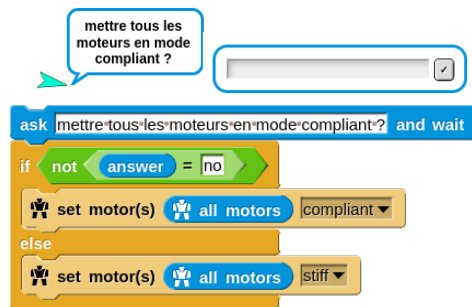 mettre tous les
moteurs en mode
compliant ?
ask mettre tous les moteurs en mode compliant ? and wait
if not answer = no
set motor(s) all motors compliant
else
set motor(s) all motors stiff